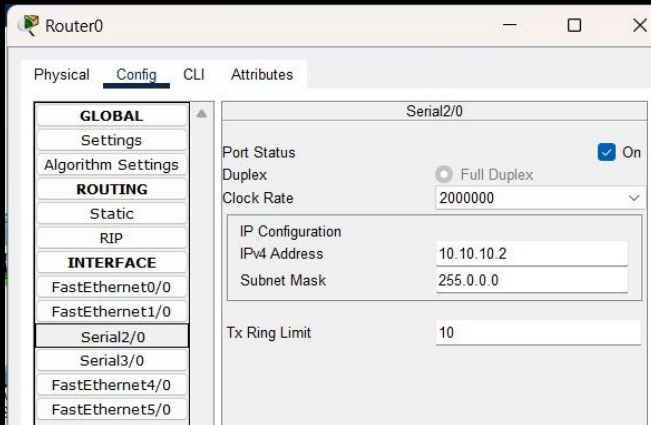 Router0
Physical Config CLI Attributes
GLOBAL
Settings
Algorithm Settings
ROUTING
Static
RIP
INTERFACE
FastEthernet0/0
FastEthernet1/0
Serial2/0
Serial3/0
FastEthernet4/0
FastEthernet5/0
Serial2/0
Port Status On
Duplex Full Duplex
Clock Rate 2000000
IP Configuration
IPv4 Address 10.10.10.2
Subnet Mask 255.0.0.0
Tx Ring Limit 10